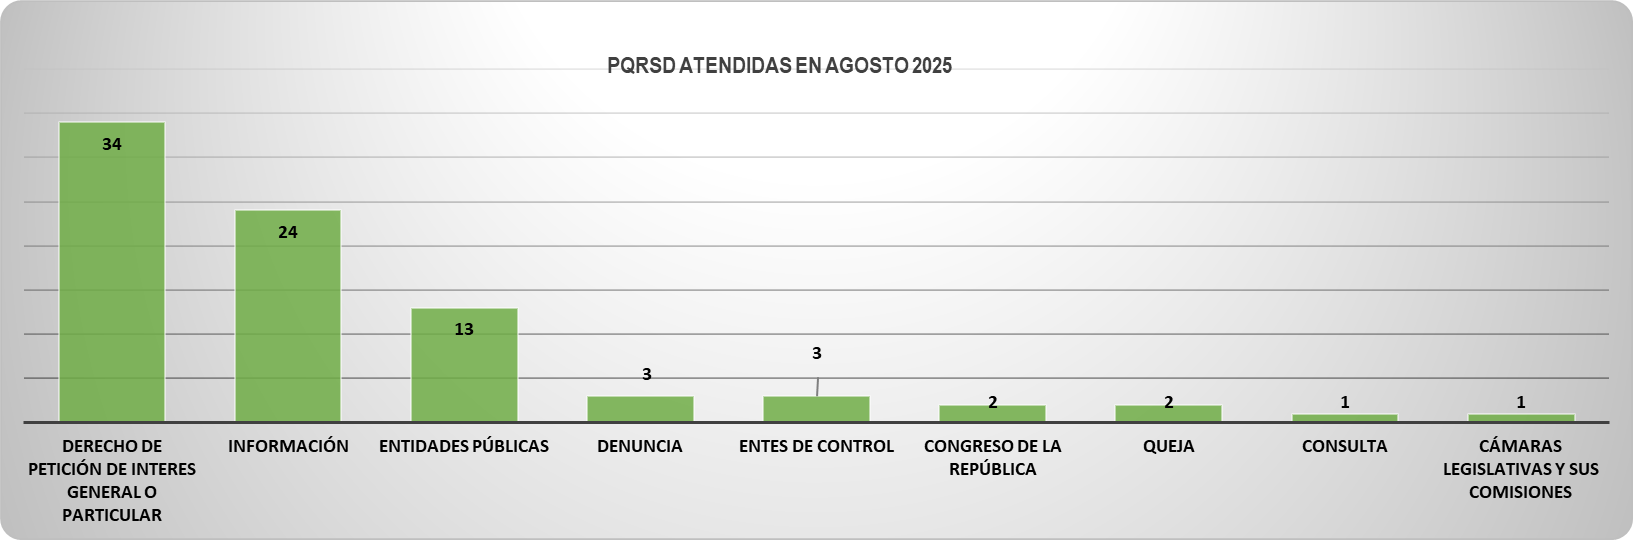 PQRSD ATENDIDAS EN AGOSTO 2025
34
24
13
3
3
2
2
1
1
DERECHO DE
PETICIÓN DE INTERES
GENERAL O
PARTICULAR
INFORMACIÓN
ENTIDADES PÚBLICAS
DENUNCIA
ENTES DE CONTROL
CONGRESO DE LA
REPÚBLICA
QUEJA
CONSULTA
CÁMARAS
LEGISLATIVAS Y SUS
COMISIONES